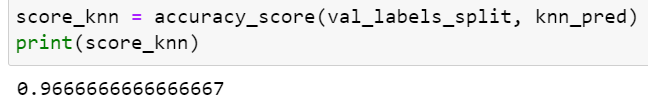 score_knn = accuracy_score(val_labels_split, knn_pred)
print(score_knn)
0.9666666666666667